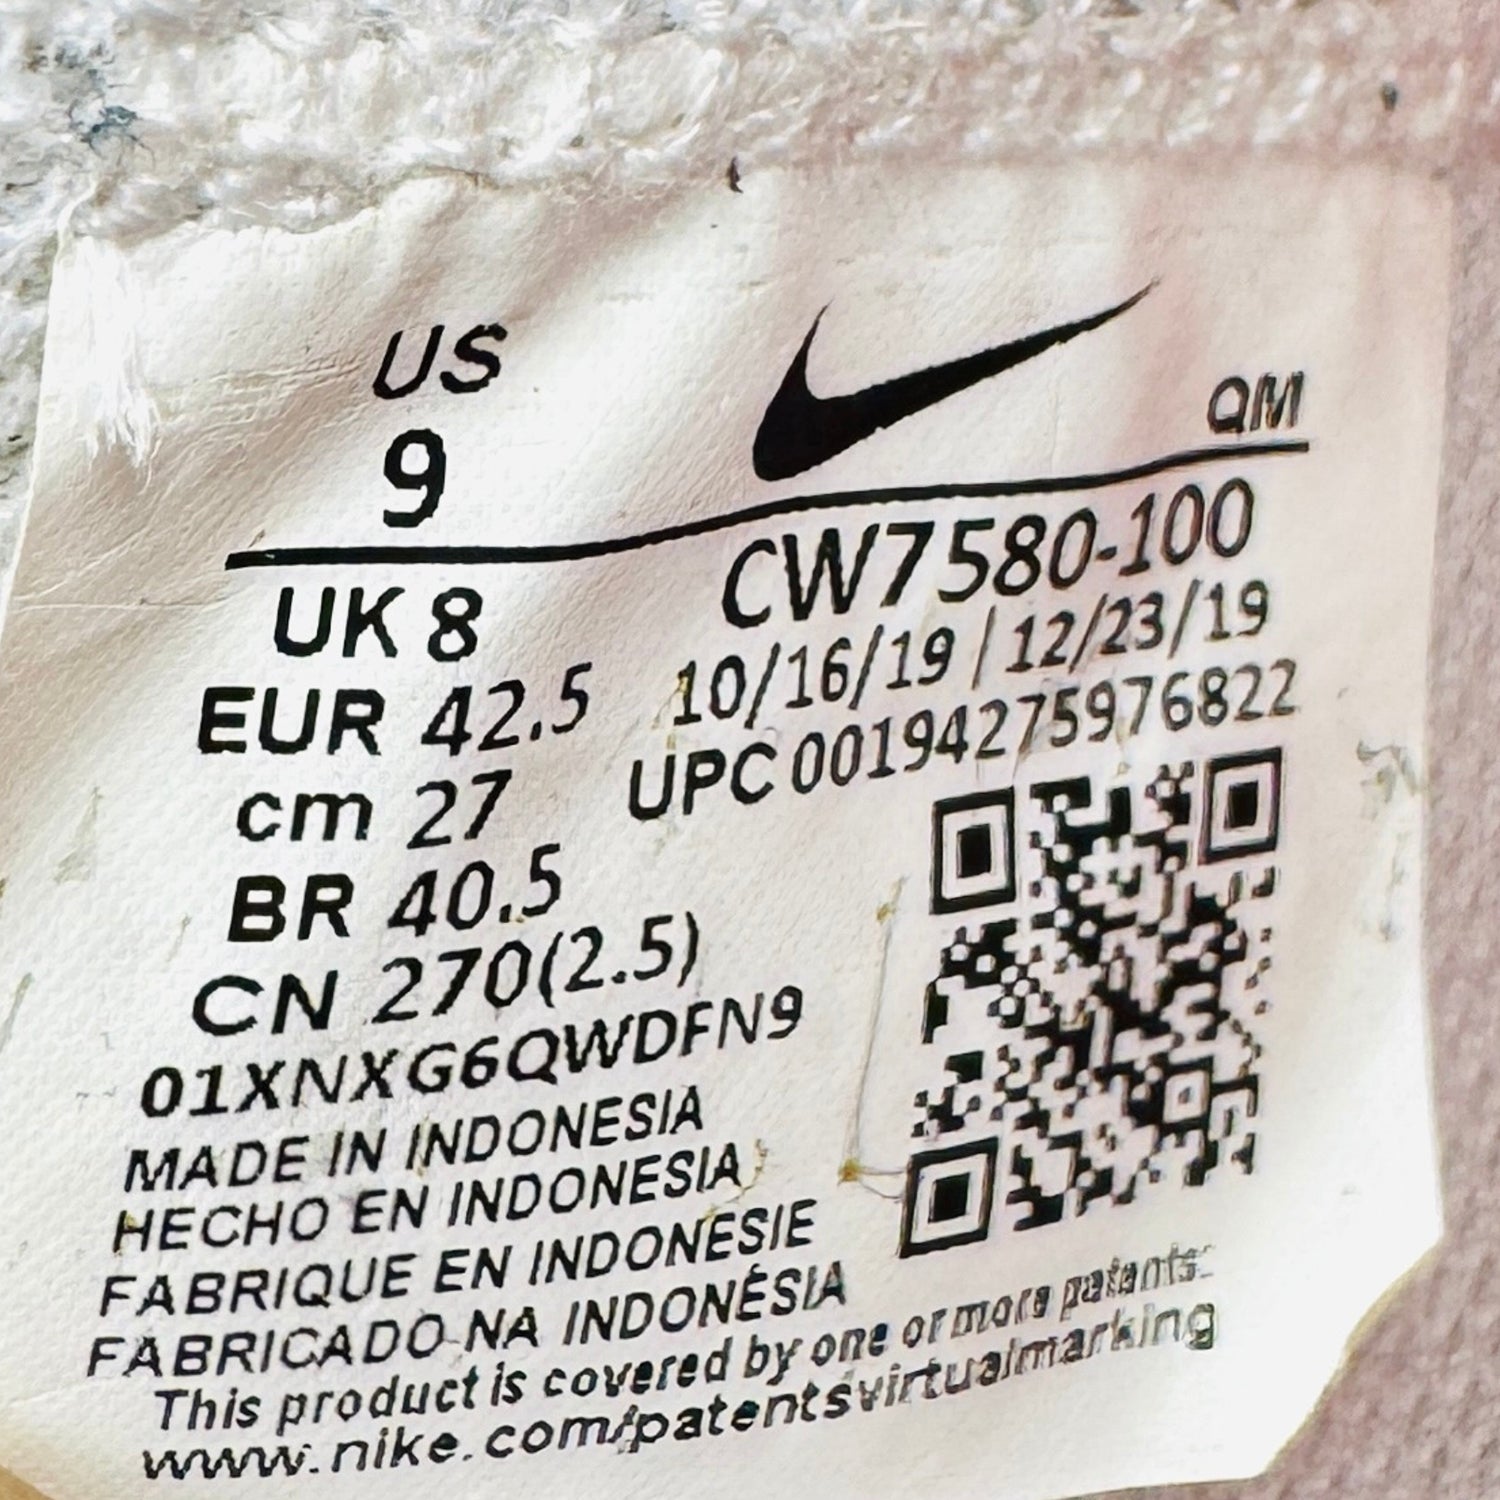 US
9
QM
UK 8
EUR 42.5
cm 27
BR 40.5
CN 270(2.5)
CW7580-100
10/16/19 / 12/23/19
UPC 00194275976822
01XNXG6QWDFN9
MADE IN INDONESIA
HECHO EN INDONESIA
FABRIQUE EN INDONESIE
FABRICADO NA INDONÉSIA
This product is covered by one or more patents.
www.nike.com/patentsvirtualmarking